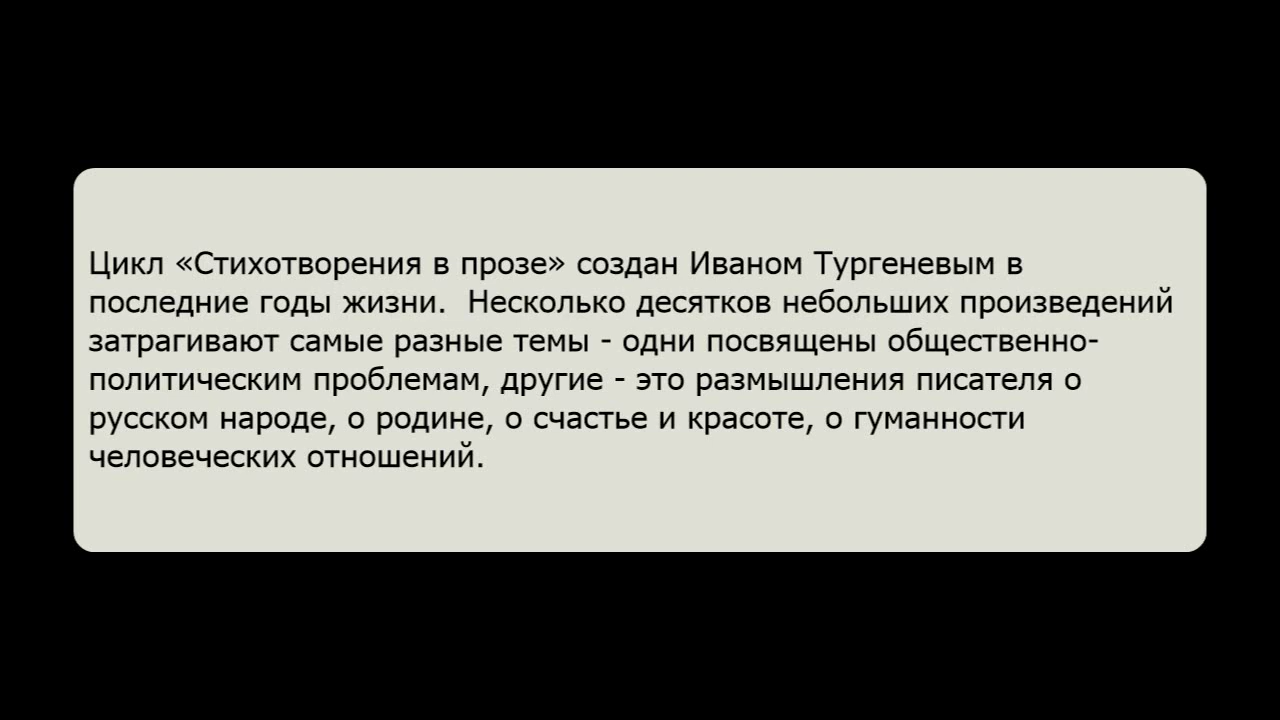 Цикл «Стихотворения в прозе» создан Иваном Тургеневым в
последние годы жизни.  Несколько десятков небольших произведений
затрагивают самые разные темы - одни посвящены общественно-
политическим проблемам, другие - это размышления писателя о
русском народе, о родине, о счастье и красоте, о гуманности
человеческих отношений.